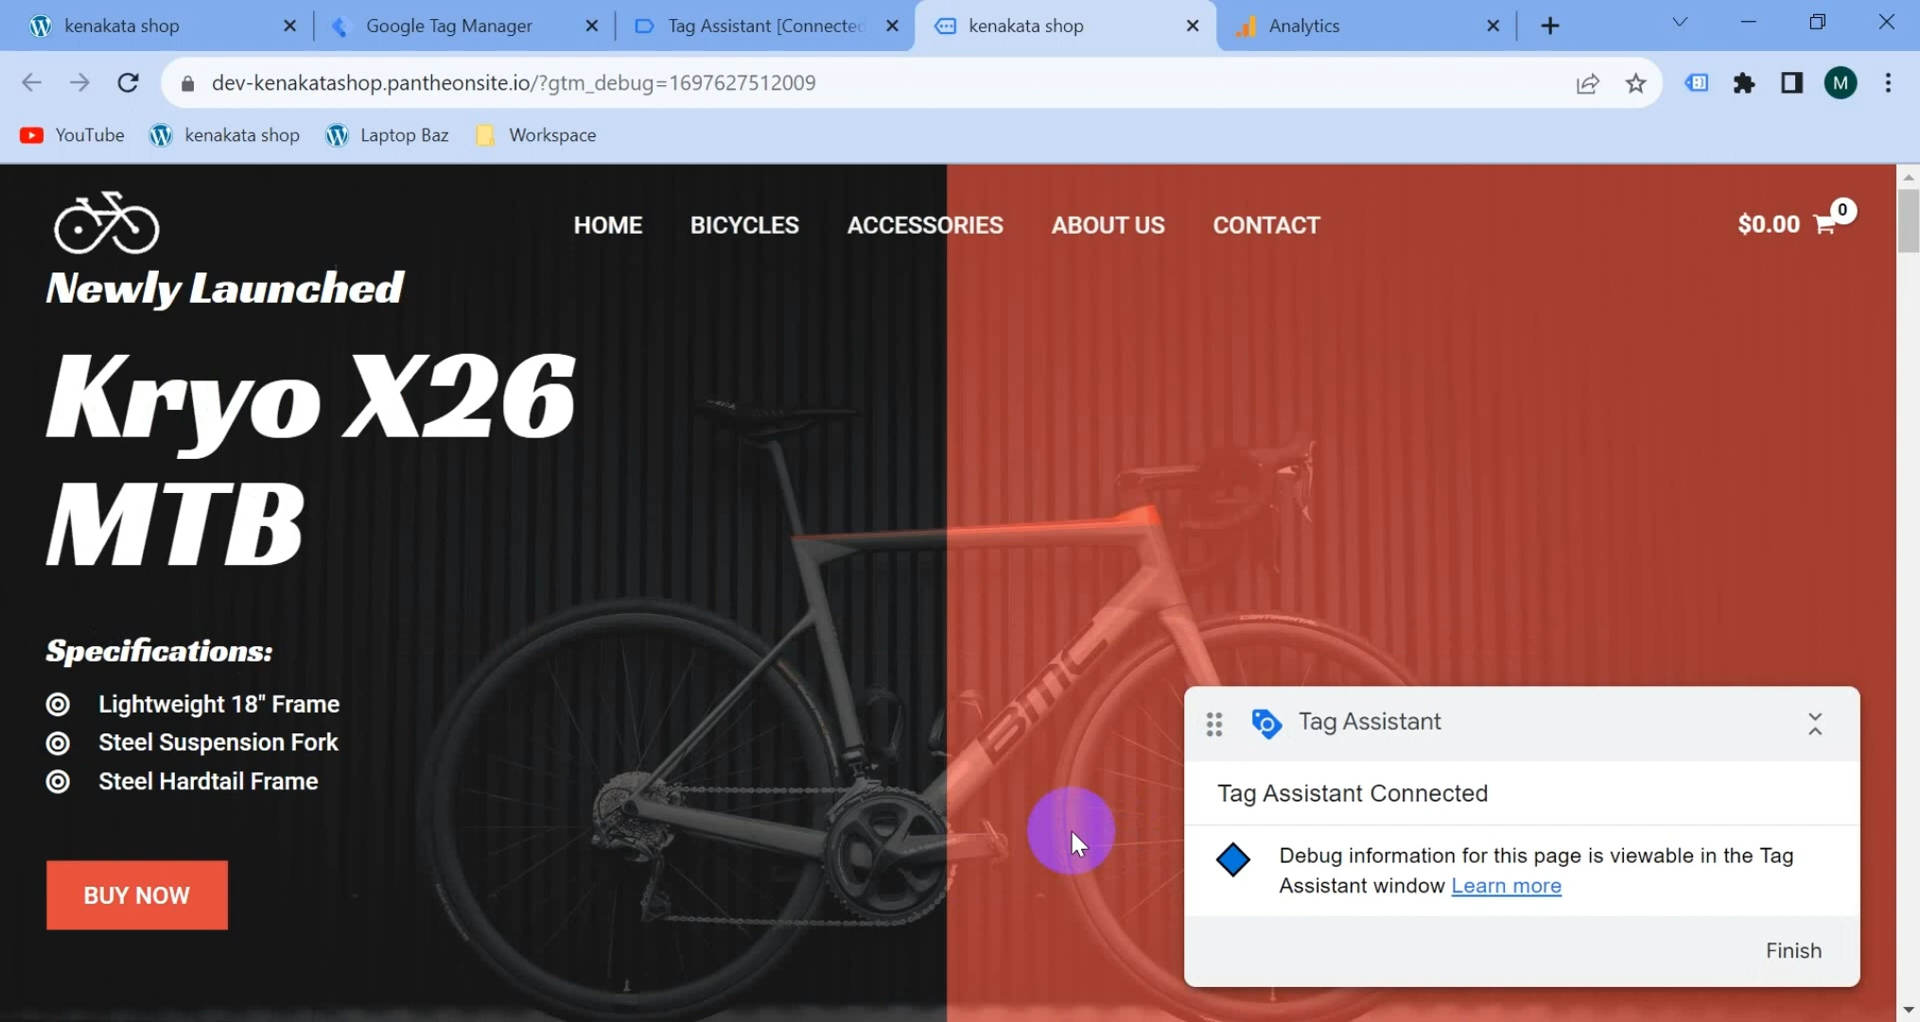 kenakata shop
Google Tag Manager
Tag Assistant [Connected
kenakata shop
Analytics
dev-kenakatashop.pantheonsite.io/?gtm_debug=1697627512009
M
YouTube
kenakata shop
Laptop Baz
Workspace
HOME
BICYCLES
ACCESSORIES
ABOUT US
CONTACT
$0.00
0
Newly Launched
Kryo X26
MTB
Specifications:
Lightweight 18" Frame
Steel Suspension Fork
Steel Hardtail Frame
BUY NOW
BMC
Tag Assistant
Tag Assistant Connected
Debug information for this page is viewable in the Tag
Assistant window Learn more
Finish